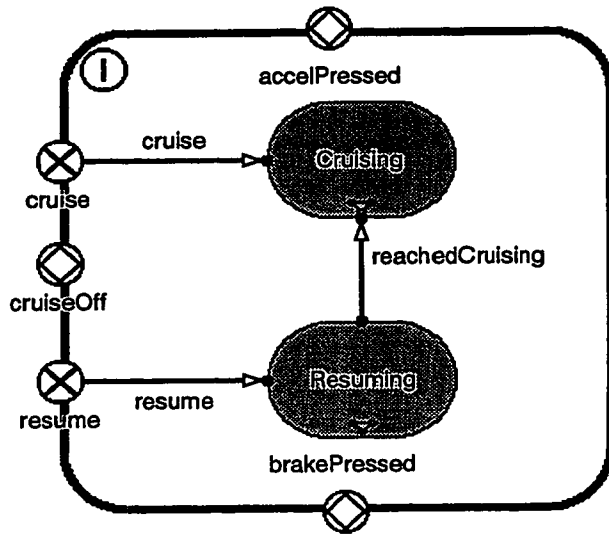 I
accelPressed
cruise
Cruising
cruise
reachedCruising
cruiseOff
Resuming
resume
resume
brakePressed